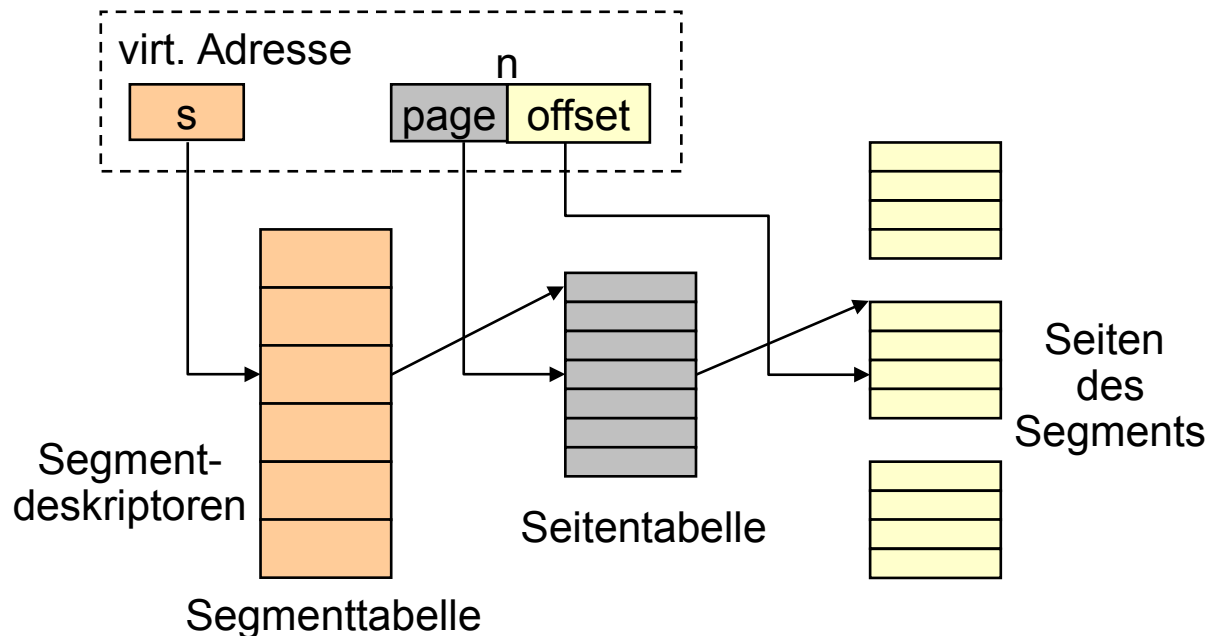 virt. Adresse
n
s
page
offset
Segment-
deskriptoren
Segmenttabelle
Seitentabelle
Seiten
des
Segments